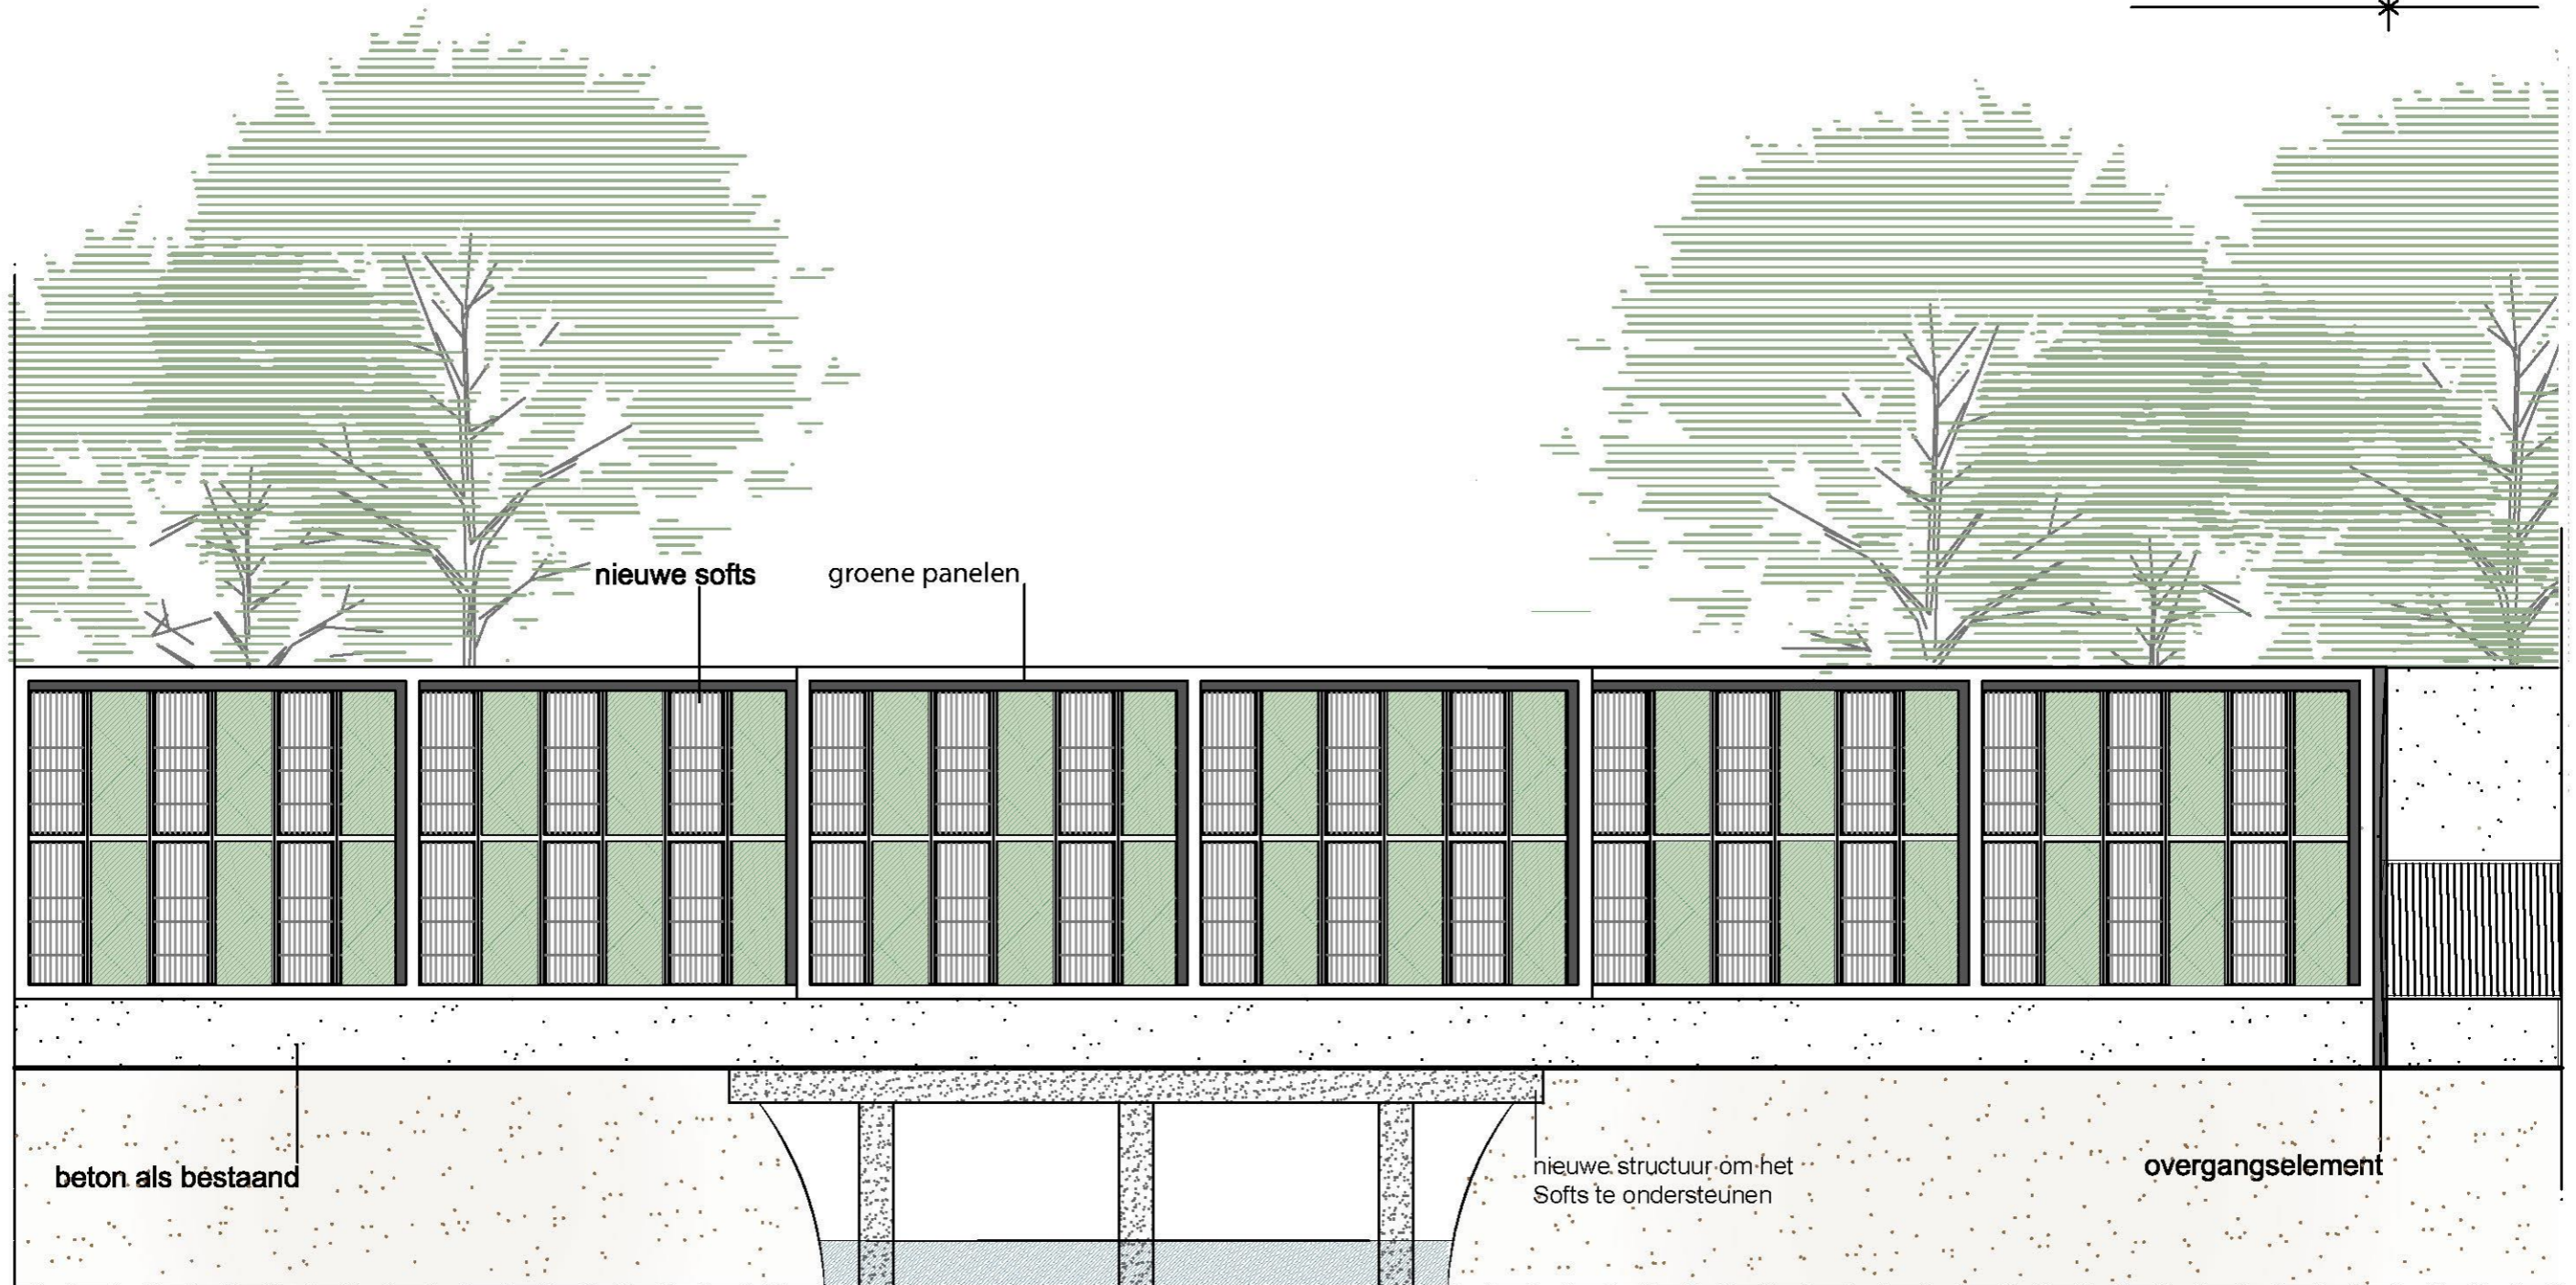 nieuwe softs
groene panelen
beton als bestaand
nieuwe structuur om het
Softs te ondersteunen
overgangselement